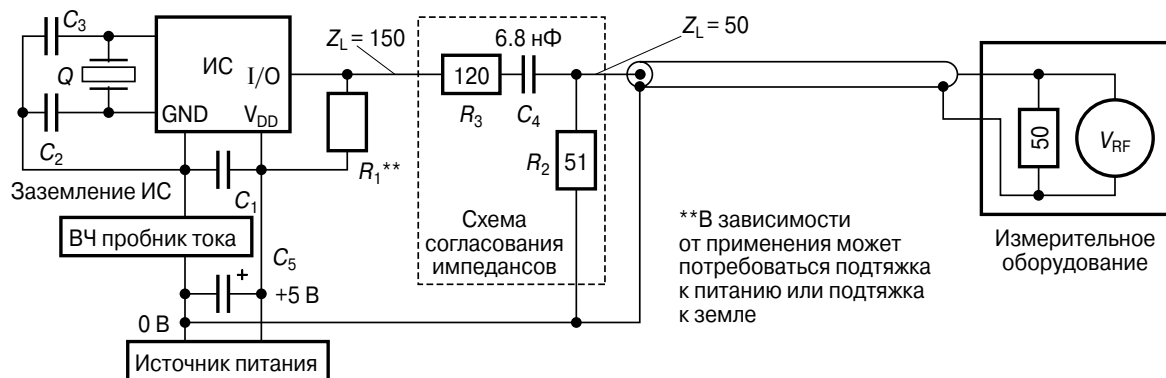 C3
ИС
I/O
Q
GND
VDD
C2
ZL = 150
6.8 нФ
ZL = 50
120
R3
C4
R2
51
R1**
C1
Заземление ИС
ВЧ пробник тока
C5
+
+5 В
0 В
Источник питания
Схема
согласования
импедансов
**В зависимости
от применения может
потребоваться подтяжка
к питанию или подтяжка
к земле
50
VRF
Измерительное
оборудование